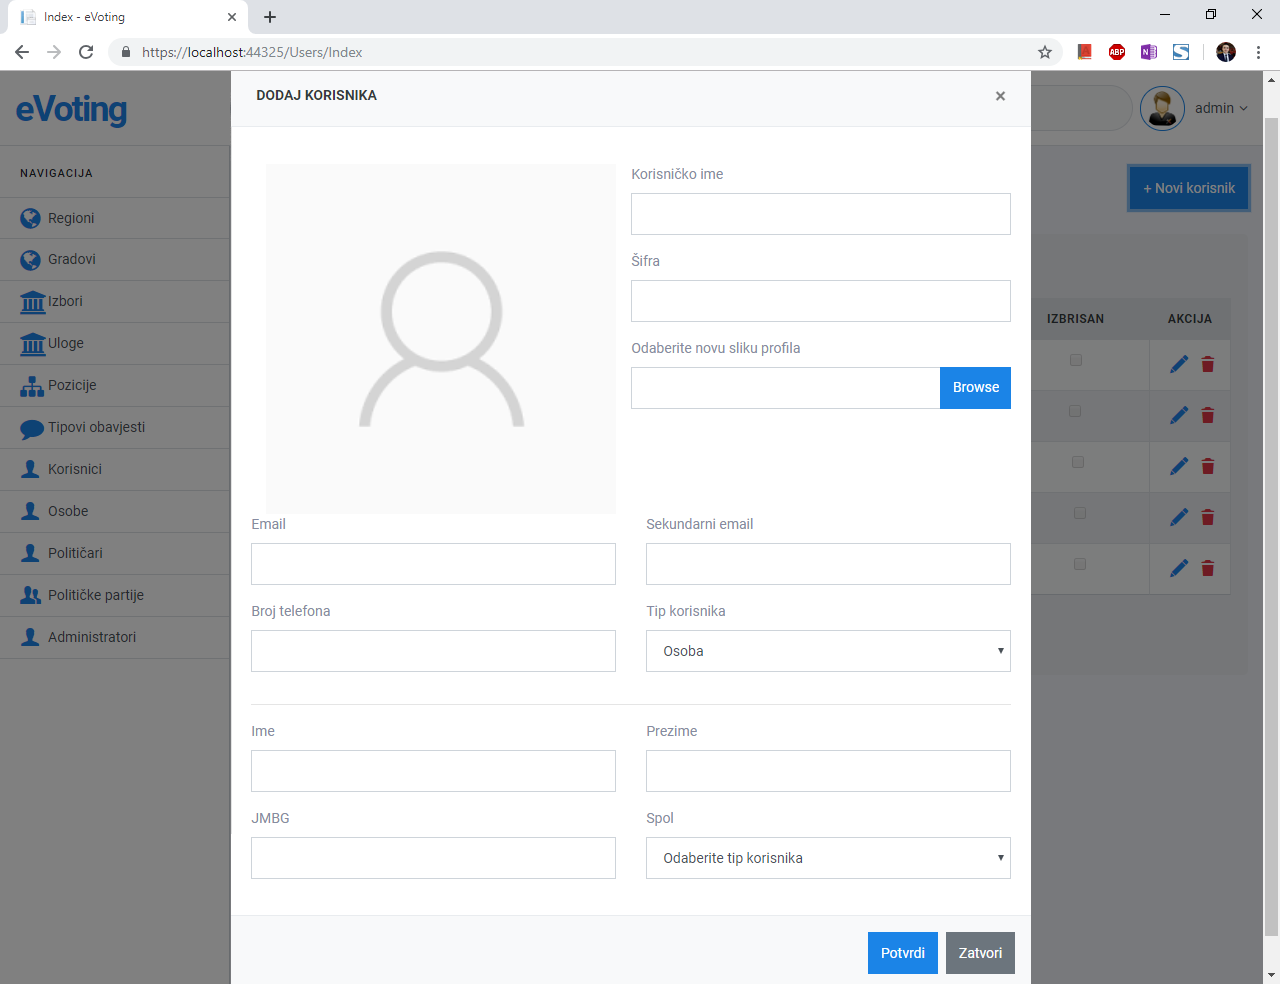 Index - eVoting
https://localhost:44325/Users/Index
ABP
N
S
eVoting
DODAJ KORISNIKA
×
admin
NAVIGACIJA
Korisničko ime
+ Novi korisnik
Regioni
Gradovi
Šifra
Izbori
IZBRISAN
AKCIJA
Uloge
Odaberite novu sliku profila
Pozicije
Browse
Tipovi obavjesti
Korisnici
Osobe
Email
Sekundarni email
Političari
Političke partije
Broj telefona
Tip korisnika
Administratori
Osoba
Ime
Prezime
JMBG
Spol
Odaberite tip korisnika
Potvrdi
Zatvori